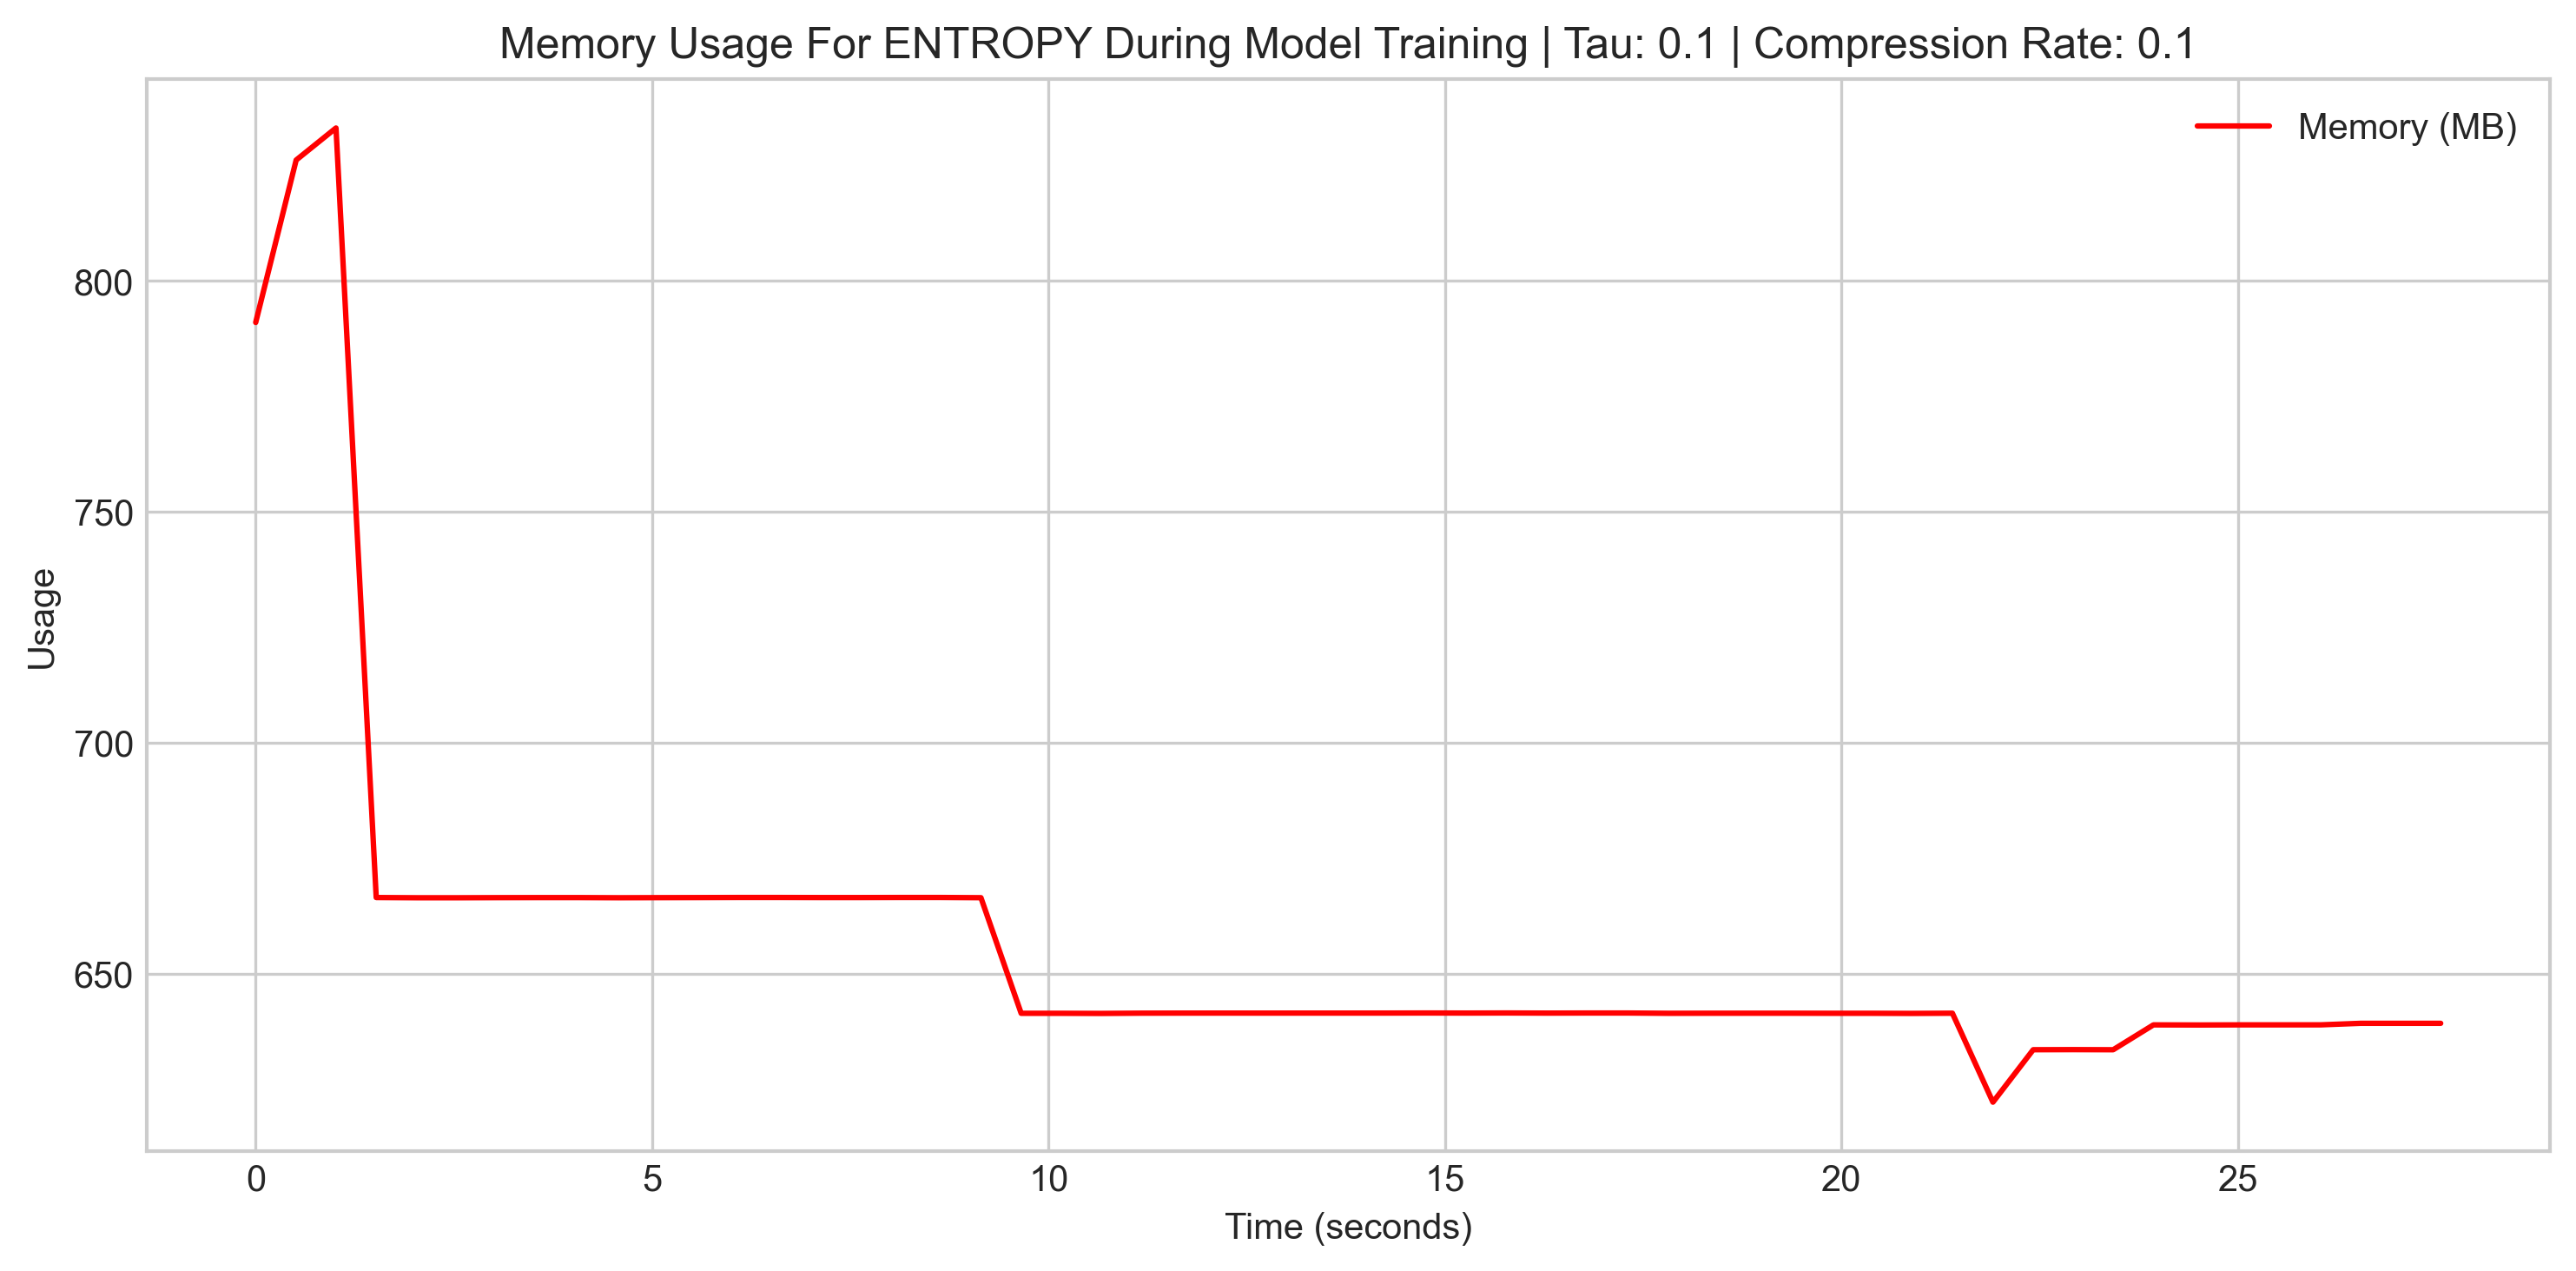 Memory Usage For ENTROPY During Model Training | Tau: 0.1 | Compression Rate: 0.1
Memory (MB)
800
750
700
650
Usage
0 5 10 15 20 25
Time (seconds)